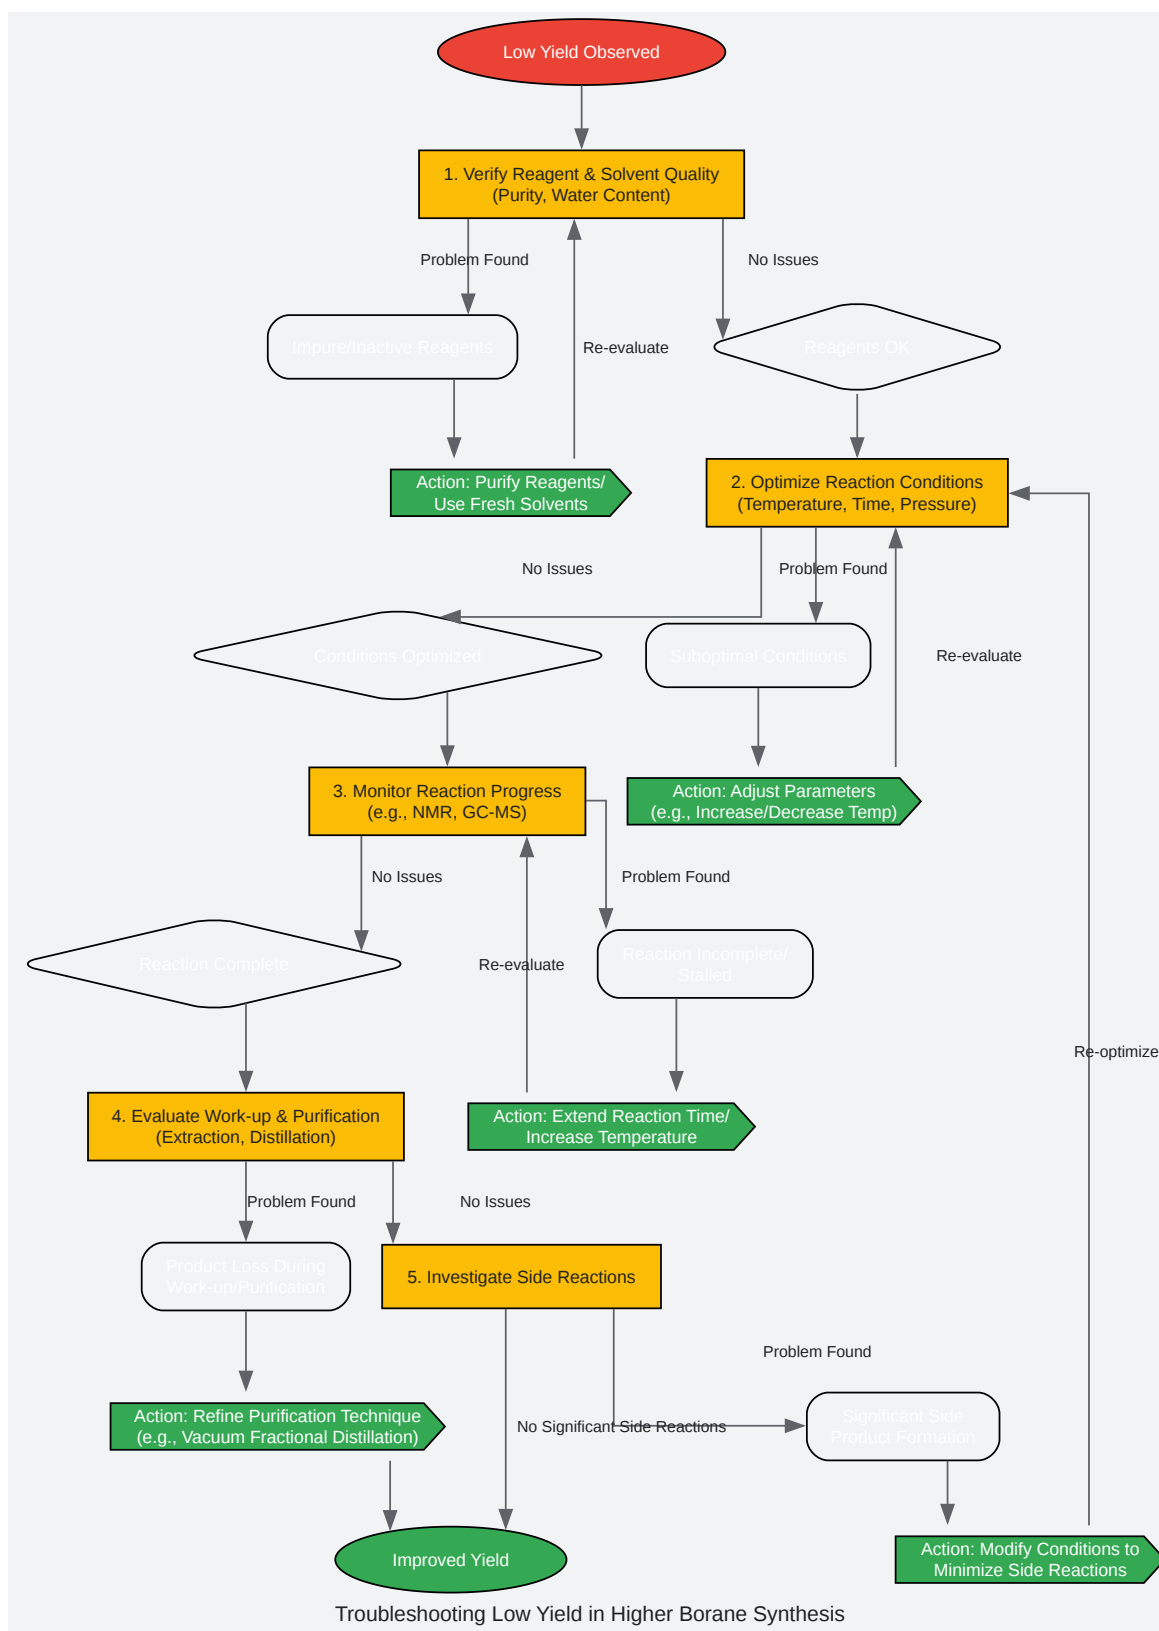 Low Yield Observed
1. Verify Reagent & Solvent Quality
(Purity, Water Content)
Problem Found
No Issues
Impure/Inactive Reagents
Re-evaluate
Reagents OK
Action: Purify Reagents/
Use Fresh Solvents
2. Optimize Reaction Conditions
(Temperature, Time, Pressure)
No Issues
Problem Found
Conditions Optimized
Suboptimal Conditions
Re-evaluate
3. Monitor Reaction Progress
(e.g., NMR, GC-MS)
Action: Adjust Parameters
(e.g., Increase/Decrease Temp)
No Issues
Problem Found
Reaction Complete
Re-evaluate
Reaction Incomplete/
Stalled
Re-optimize
4. Evaluate Work-up & Purification
(Extraction, Distillation)
Action: Extend Reaction Time/
Increase Temperature
Problem Found
No Issues
Product Loss During
Work-up/Purification
5. Investigate Side Reactions
Problem Found
Action: Refine Purification Technique
(e.g., Vacuum Fractional Distillation)
No Significant Side Reactions
Significant Side
Product Formation
Improved Yield
Action: Modify Conditions to
Minimize Side Reactions
Troubleshooting Low Yield in Higher Borane Synthesis